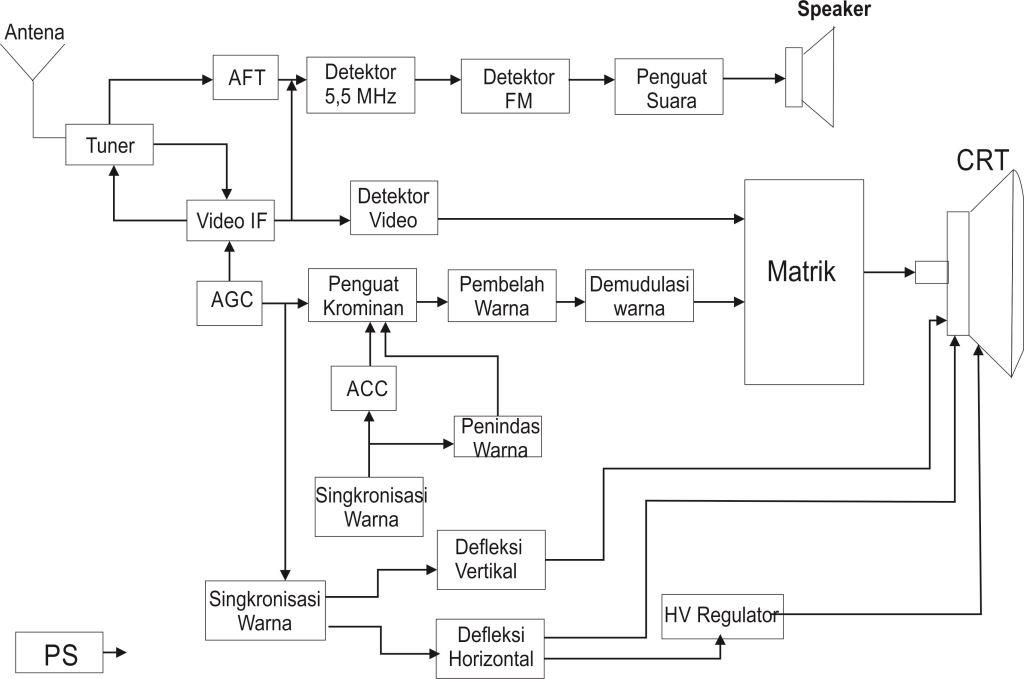 Speaker
Antena
AFT
Detektor
5,5 MHz
Detektor
FM
Penguat
Suara
Tuner
CRT
Video IF
Detektor
Video
Matrik
AGC
Penguat
Krominan
Pembelah
Warna
Demudulasi
warna
ACC
Penindas
Warna
Singkronisasi
Warna
Defleksi
Vertikal
Singkronisasi
Warna
HV Regulator
Defleksi
Horizontal
PS